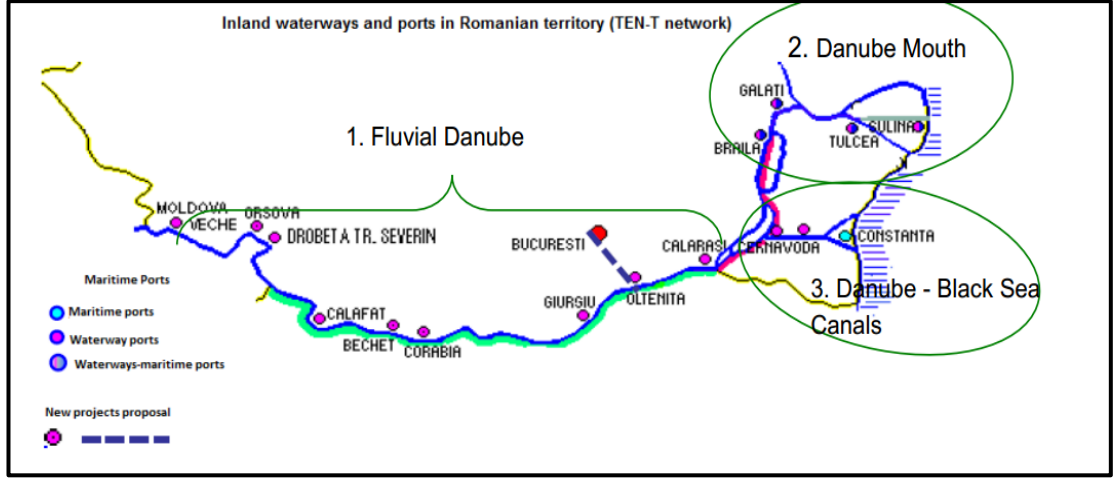 Inland waterways and ports in Romanian territory (TEN-T network)
2. Danube Mouth
GALATI
1. Fluvial Danube
BRAILA
TULCEA
SULINA
MOLDOVA
VECHE
ORSOVA
DROBETA TR. SEVERIN
BUCURESTI
CALARASI
CERNAVODA
CONSTANTA
Maritime Ports
Maritime ports
Waterway ports
Waterways-maritime ports
CALAFAT
BECHET
CORABIA
GIURSIU
OLTENITA
3. Danube - Black Sea
Canals
New projects proposal